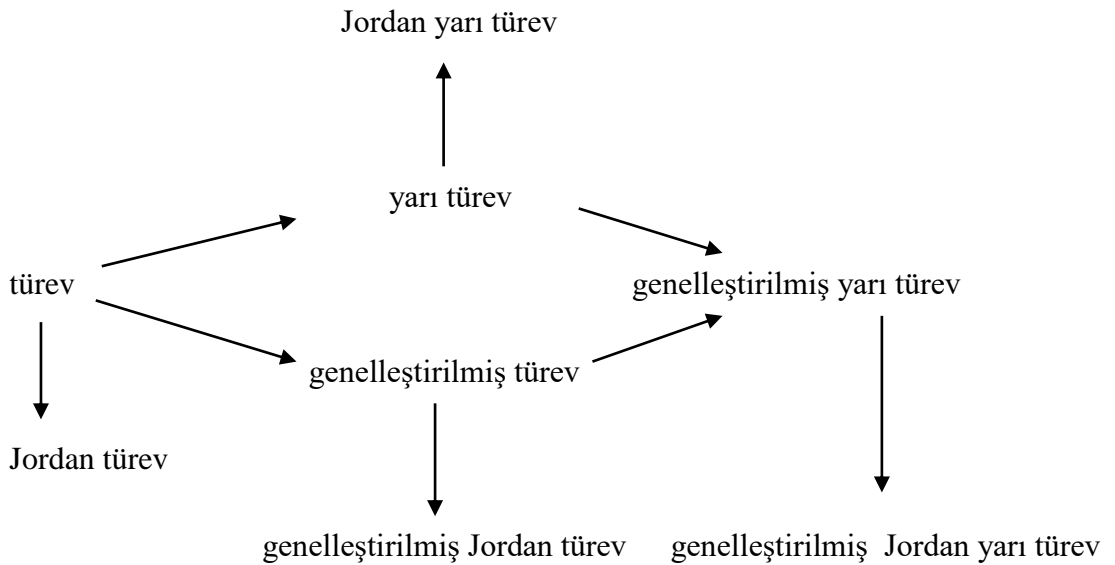 Jordan yarı türev
yarı türev
türev
genelleştirilmiş yarı türev
genelleştirilmiş türev
Jordan türev
genelleştirilmiş Jordan türev
genelleştirilmiş Jordan yarı türev